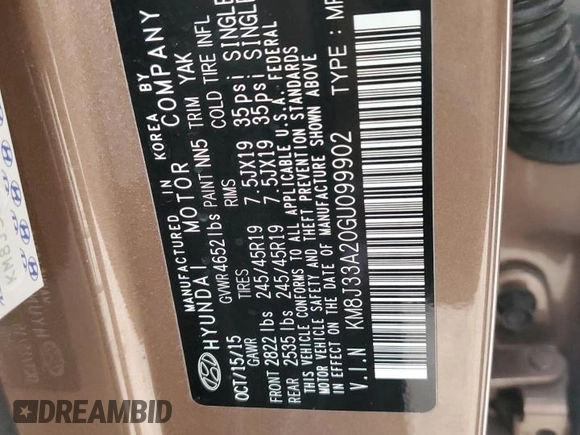 MANUFACTURED IN KOREA BY
HYUNDAI MOTOR COMPANY
GVWR 4652 lbs PAINT NN5 TRIM YAK
OCT/15/15
GAWR TIRES RIMS COLD TIRE INFL
FRONT 2822 lbs 245/45R19 7.5JX19 35psi SINGLE
REAR 2535 lbs 245/45R19 7.5JX19 35psi SINGLE
THIS VEHICLE CONFORMS TO ALL APPLICABLE U.S.A. FEDERAL
MOTOR VEHICLE SAFETY AND THEFT PREVENTION STANDARDS
IN EFFECT ON THE DATE OF MANUFACTURE SHOWN ABOVE
V.I.N KM8J33A20GU099902 TYPE :
DREAMBID